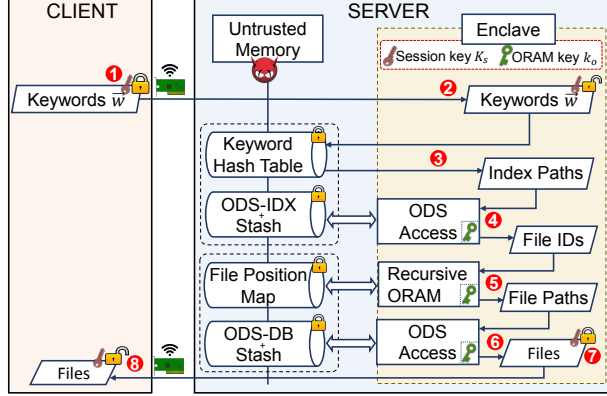 CLIENT
SERVER
Untrusted
Memory
Enclave
Session key Kₛ
ORAM key kₒ
1
Keywords w̅
2
Keywords w̅
Keyword
Hash Table
3
Index Paths
ODS-IDX
+
Stash
ODS
Access
4
File IDs
File Position
Map
Recursive
ORAM
5
File Paths
ODS-DB
+
Stash
ODS
Access
6
Files
7
Files
8